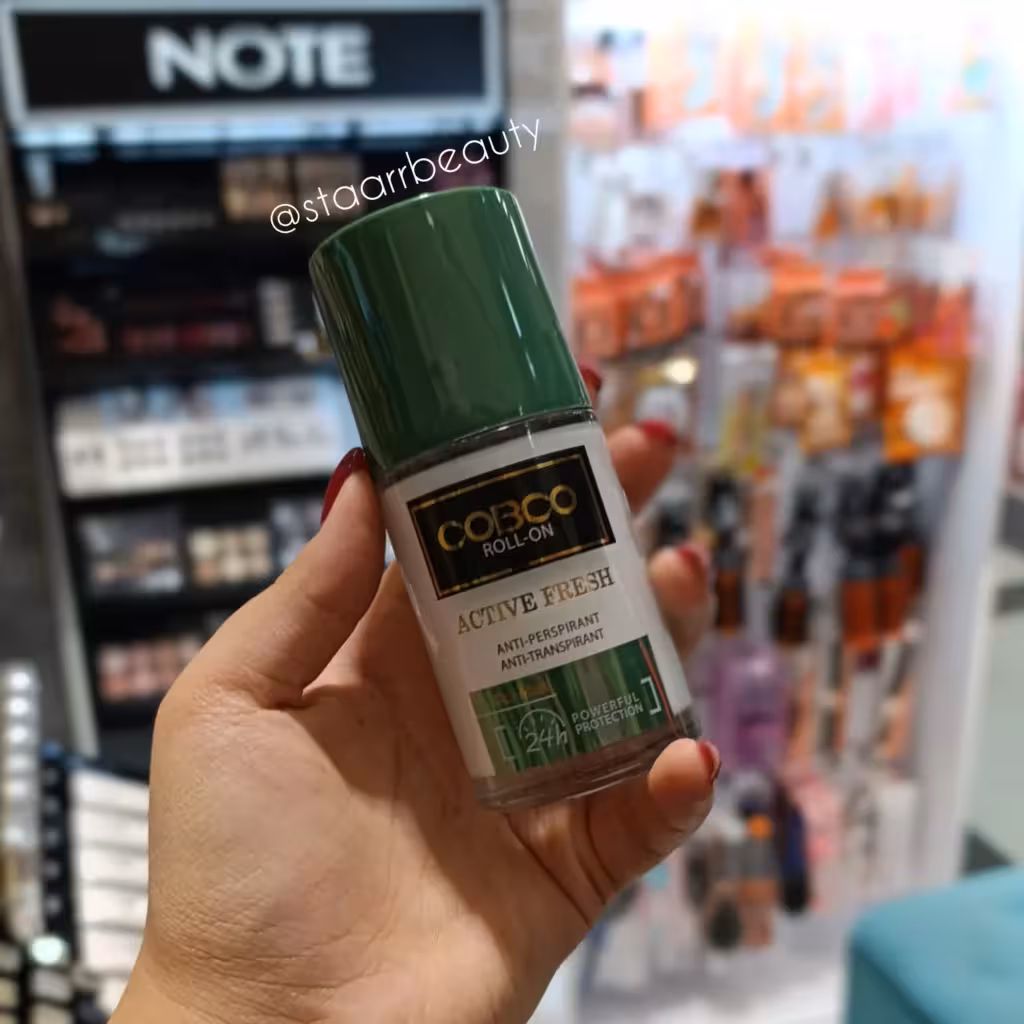 NOTE
@staarrbeauty
COBCO
ROLL-ON
ACTIVE FRESH
ANTI-PERSPIRANT
ANTI-TRANSPIRANT
24h
POWERFUL
PROTECTION